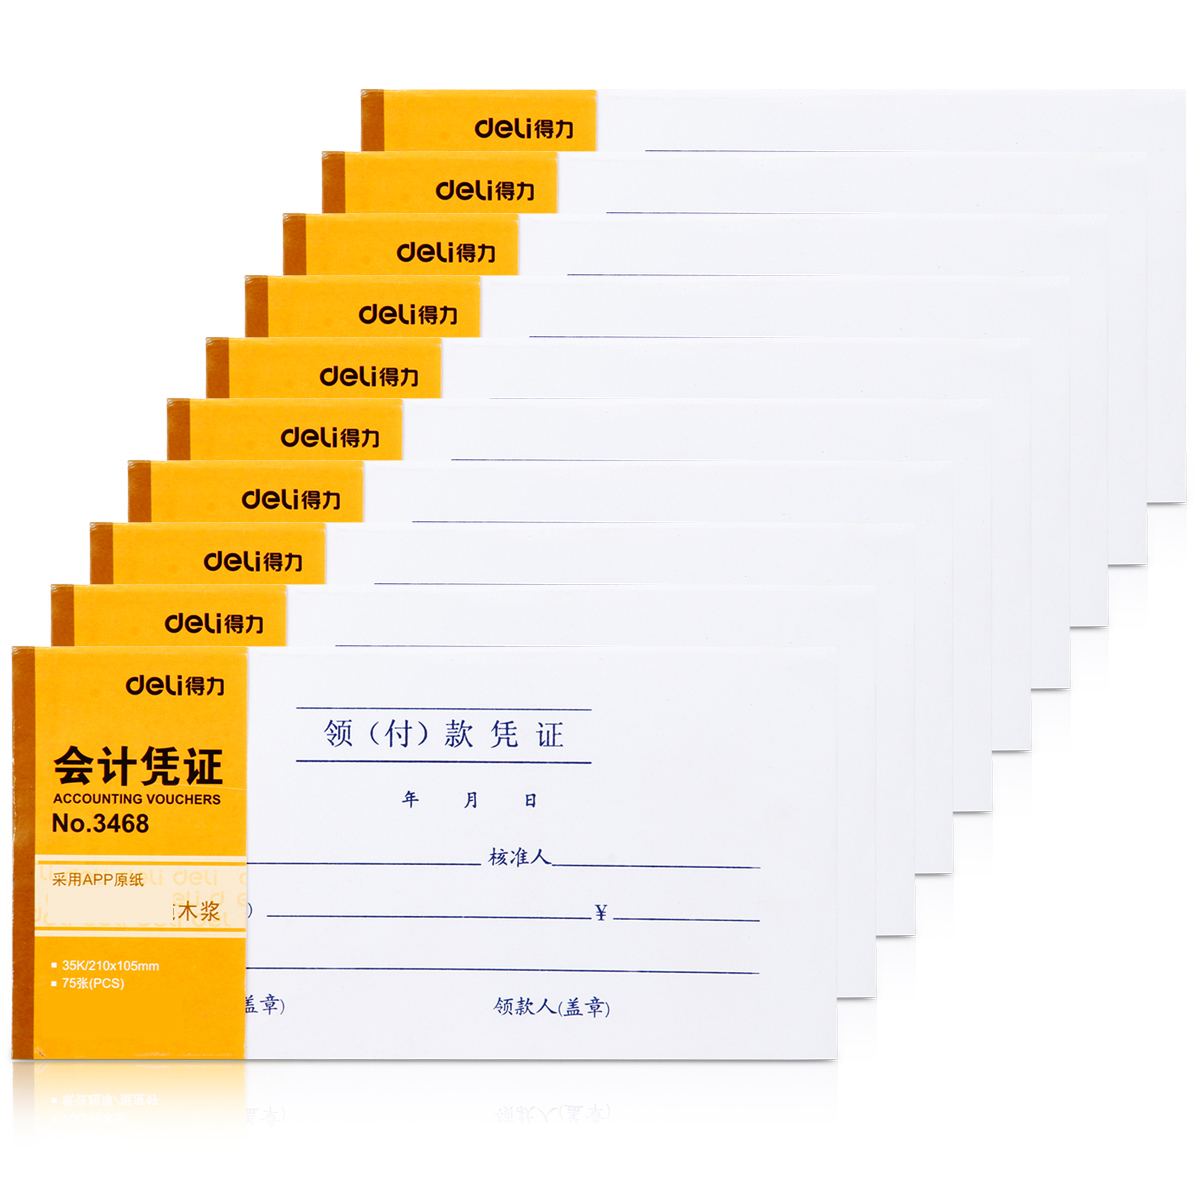 deli得力
deli得力
deli得力
deli得力
deli得力
deli得力
deli得力
deli得力
deli得力
deli得力
会计凭证
ACCOUNTING VOUCHERS
No.3468
采用APP原纸
木浆
35K/210x105mm
75张(PCS)
领（付）款凭证
年 月 日
核准人
) ¥
盖章) 领款人(盖章)